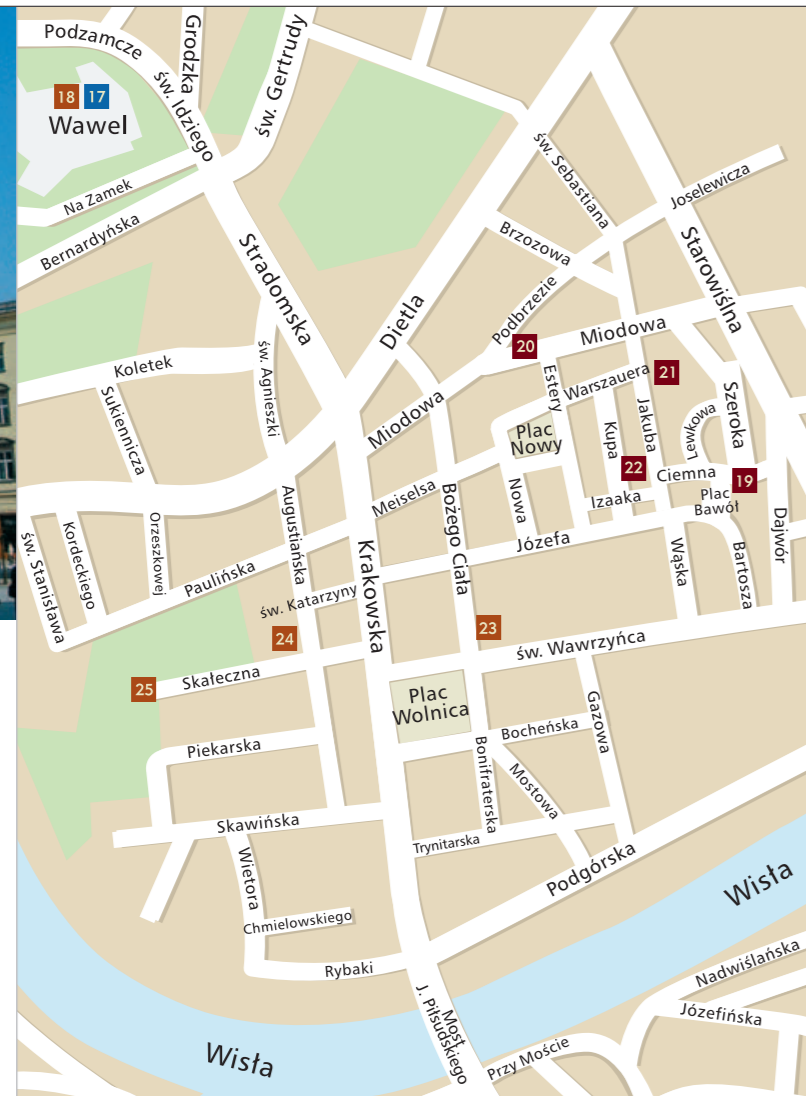 Podzamcze
Grodzka
św. Idziego
św. Gertrudy
18 17
Wawel
Na Zamek
Bernardyńska
Stradomska
św. Sebastiana
Joselewicza
Brzozowa
Starowiślna
Dietla
Podbrzezie
20
Miodowa
Koletek
św. Agnieszki
Sukiennicza
Miodowa
Estery
Warszauera
21
Szeroka
Plac
Nowy
Kupa
Jakuba
Lewkowa
22
Ciemna
19
Plac
Bawół
Izaaka
Nowa
Meiselsa
Bożego Ciała
Józefa
Dajwór
Augustiańska
Orzeszkowej
Kordeckiego
św. Stanisława
Paulińska
Krakowska
Wąska
Bartosza
św. Katarzyny
23
24
św. Wawrzyńca
25
Skałeczna
Plac
Wolnica
Gazowa
Bocheńska
Piekarska
Bonifraterska
Mostowa
Skawińska
Trynitarska
Wietora
Podgórska
Wisła
Chmielowskiego
Rybaki
Nadwiślańska
Józefińska
Most
J. Piłsudskiego
Przy Moście
Wisła